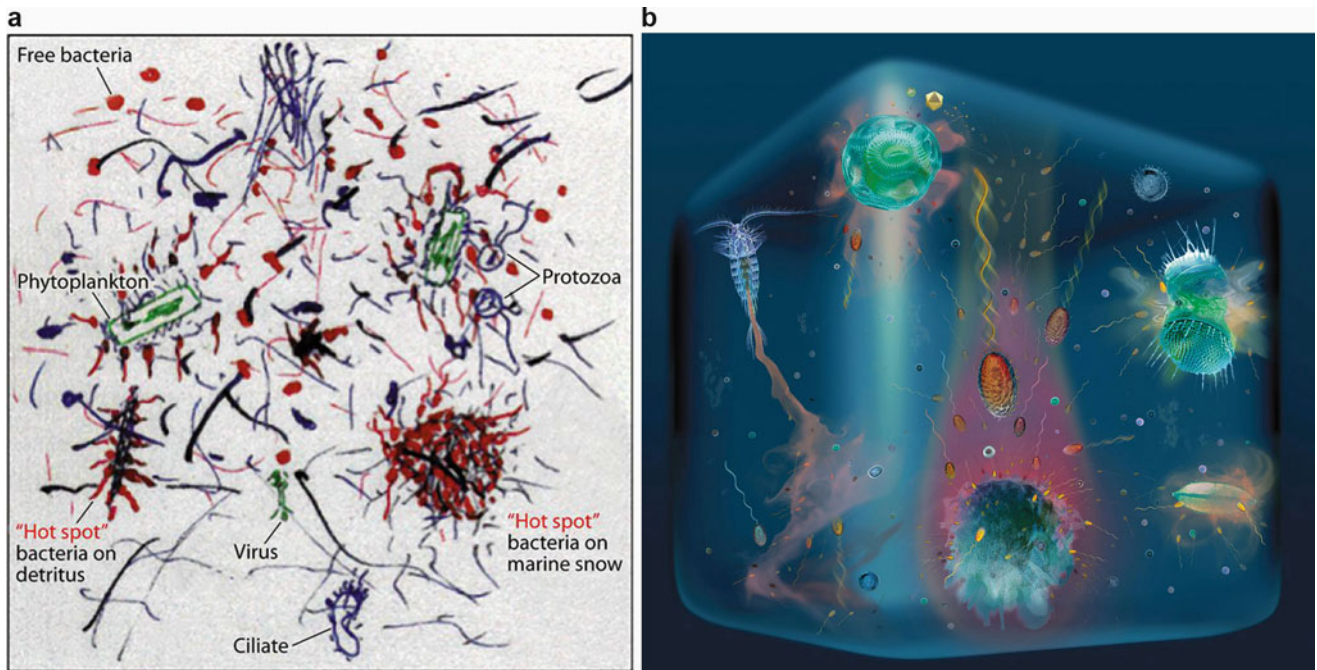 a
b
Free bacteria
Phytoplankton
Protozoa
"Hot spot"
bacteria on
detritus
Virus
"Hot spot"
bacteria on
marine snow
Ciliate